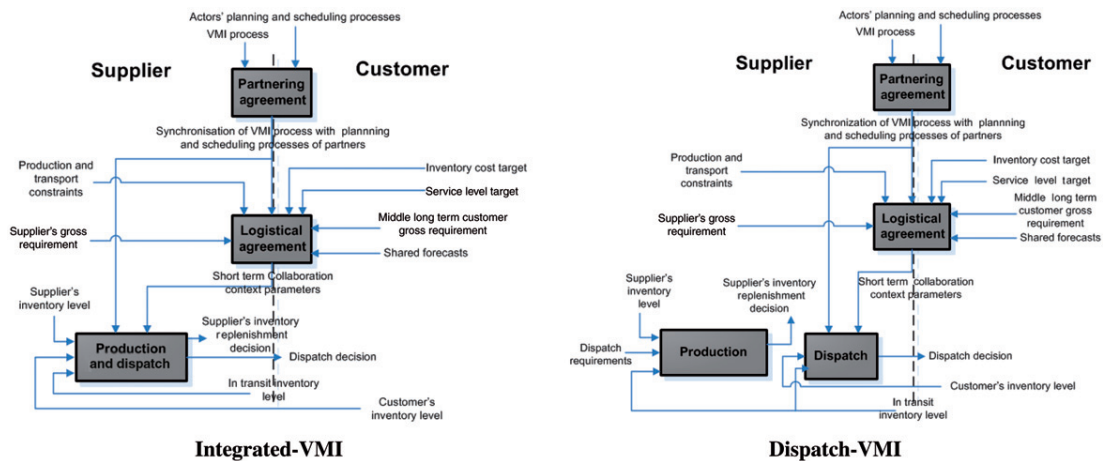 Actors' planning and scheduling processes
VMI process
Supplier
Customer
Partnering
agreement
Synchronisation of VMI process with plannning
and scheduling processes of partners
Production and
transport
constraints
Inventory cost target
Service level target
Supplier's gross
requirement
Logistical
agreement
Middle long term customer
gross requirement
Shared forecasts
Short term Collaboration
context parameters
Supplier's
inventory level
Supplier's inventory
replenishment
decision
Production
and dispatch
Dispatch decision
In transit inventory
level
Customer's
inventory level
Integrated-VMI
Actors' planning and scheduling processes
VMI process
Supplier
Customer
Partnering
agreement
Synchronization of VMI process with planning
and scheduling processes of partners
Production and
transport
constraints
Inventory cost target
Service level target
Supplier's gross
requirement
Logistical
agreement
Middle long term
customer gross
requirement
Shared forecasts
Short term collaboration
context parameters
Supplier's
inventory
level
Supplier's inventory
replenishment
decision
Dispatch
requirements
Production
Dispatch
Dispatch decision
Customer's inventory level
In transit
inventory level
Dispatch-VMI